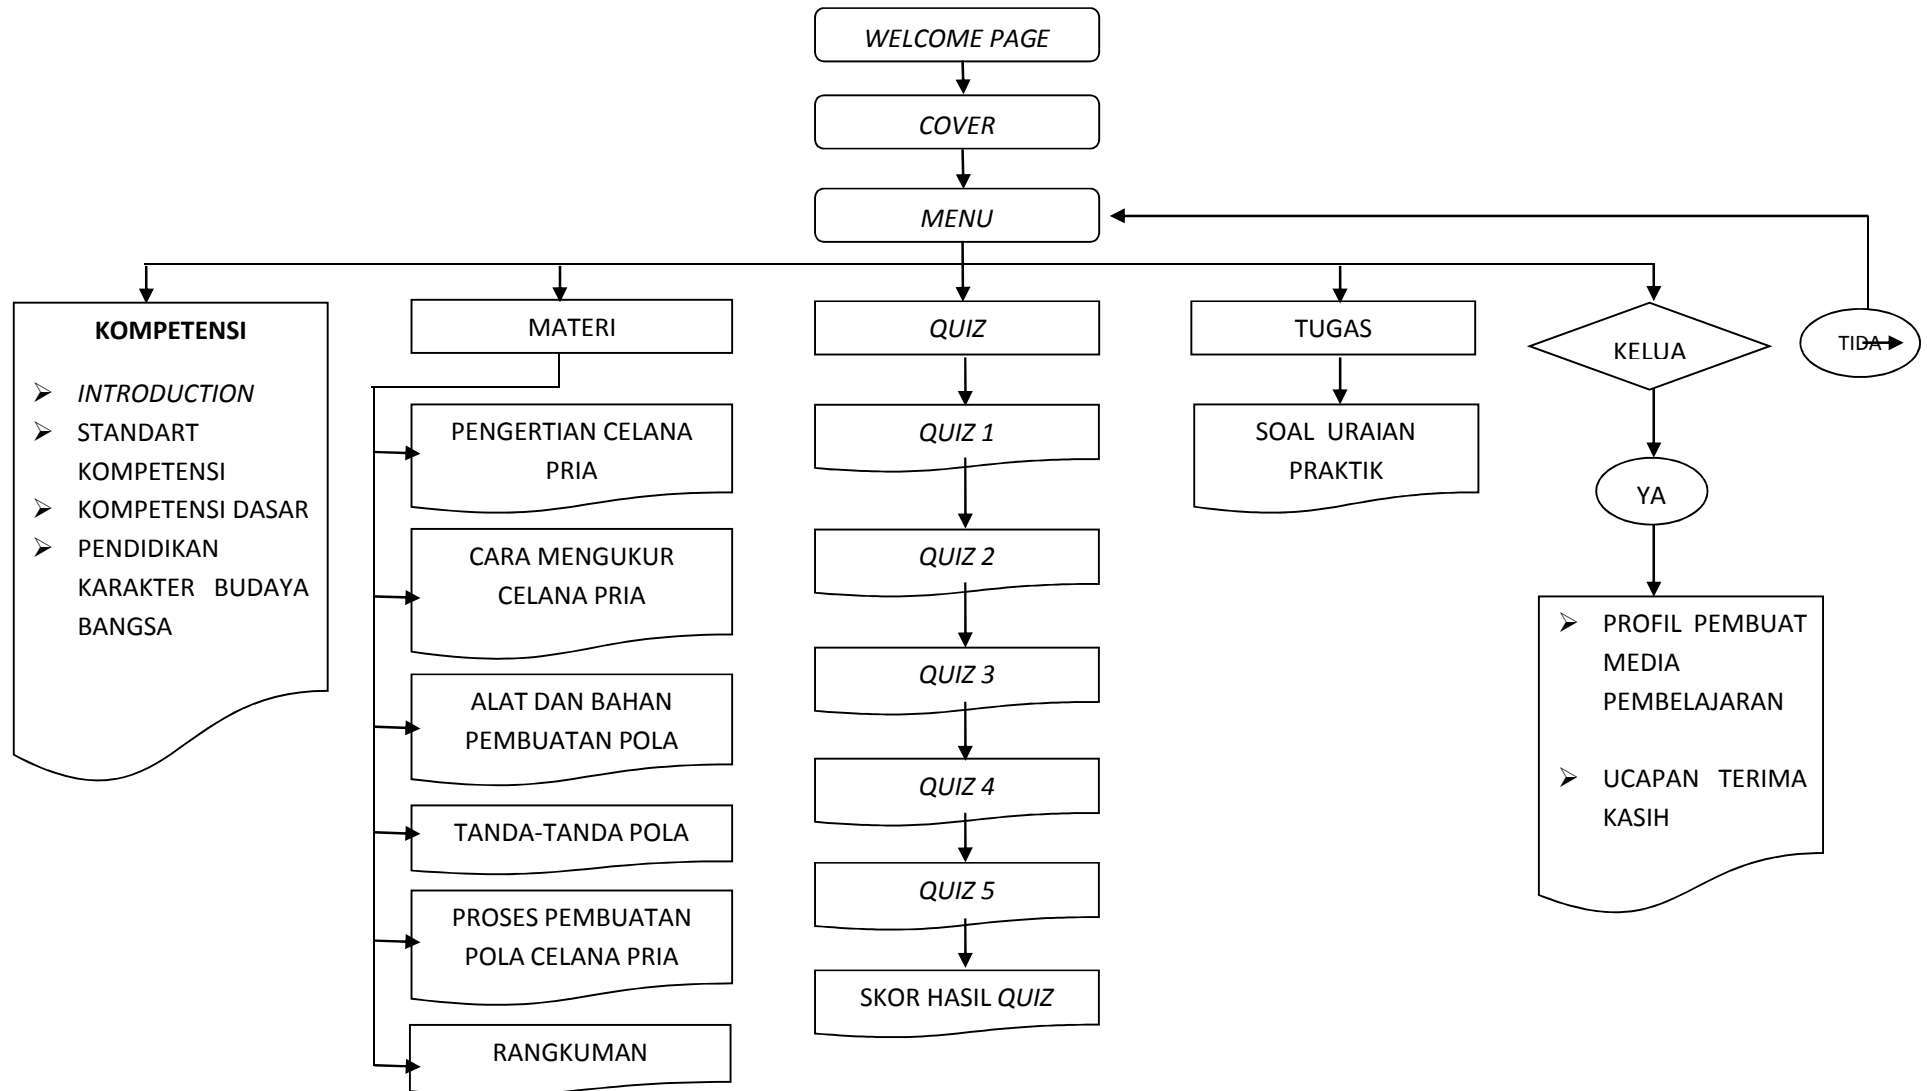 WELCOME PAGE
COVER
MENU
KOMPETENSI
INTRODUCTION
STANDART
KOMPETENSI
KOMPETENSI DASAR
PENDIDIKAN
KARAKTER BUDAYA
BANGSA
MATERI
PENGERTIAN CELANA
PRIA
CARA MENGUKUR
CELANA PRIA
ALAT DAN BAHAN
PEMBUATAN POLA
TANDA-TANDA POLA
PROSES PEMBUATAN
POLA CELANA PRIA
RANGKUMAN
QUIZ
QUIZ 1
QUIZ 2
QUIZ 3
QUIZ 4
QUIZ 5
SKOR HASIL QUIZ
TUGAS
SOAL URAIAN
PRAKTIK
KELUA
YA
PROFIL PEMBUAT
MEDIA
PEMBELAJARAN
UCAPAN TERIMA
KASIH
TIDA